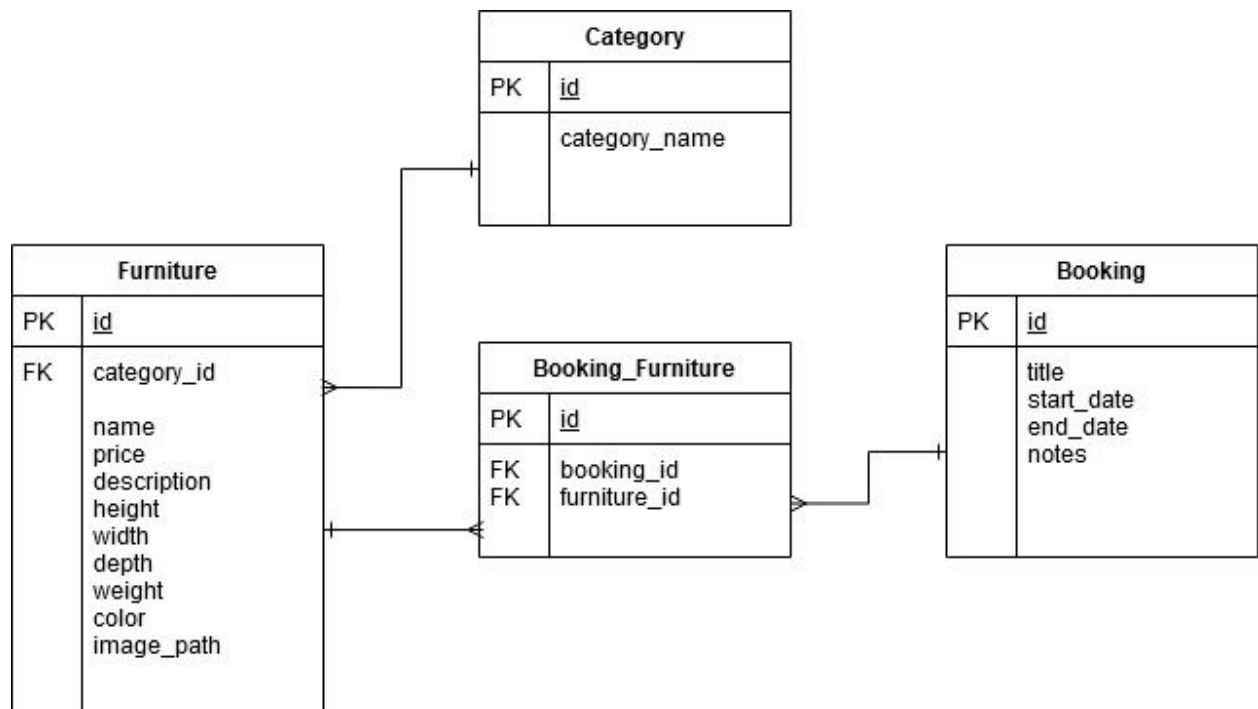 Category
PK id
category_name
Furniture
PK id
FK category_id
name
price
description
height
width
depth
weight
color
image_path
Booking_Furniture
PK id
FK booking_id
FK furniture_id
Booking
PK id
title
start_date
end_date
notes